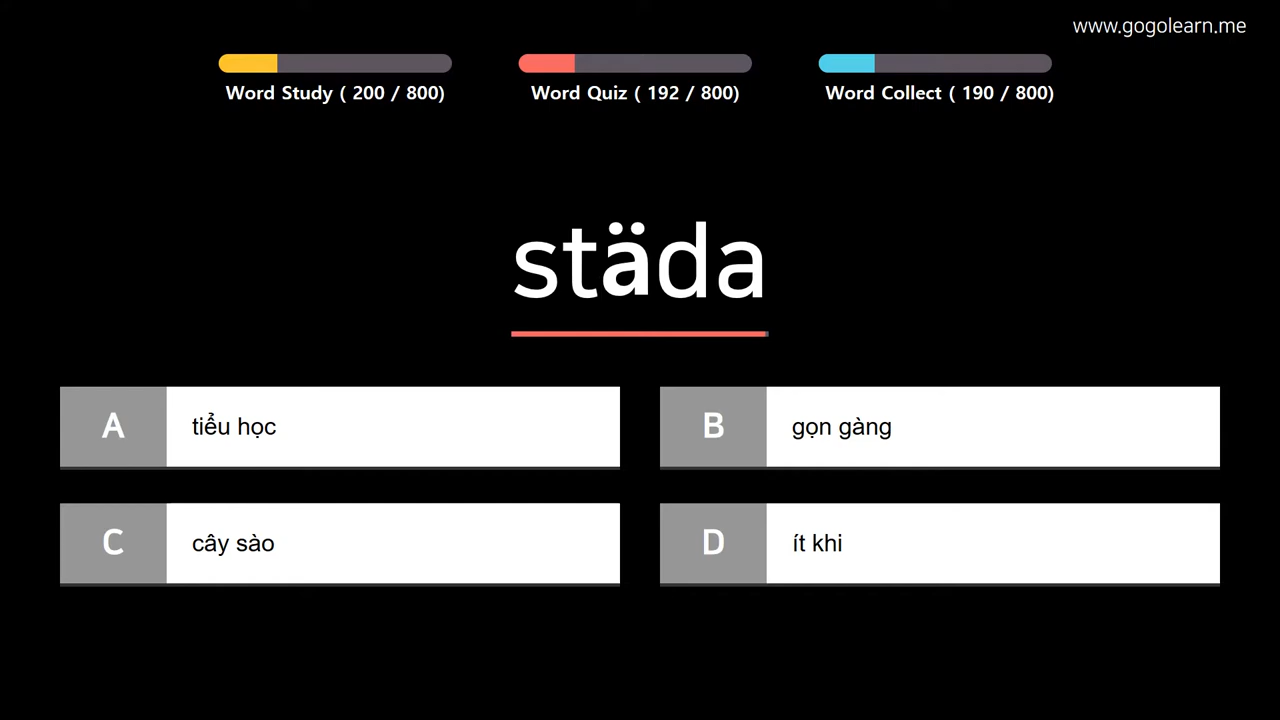 www.gogolearn.me
Word Study ( 200 / 800)
Word Quiz ( 192 / 800)
Word Collect ( 190 / 800)
städa
A tiểu học
B gọn gàng
C cây sào
D ít khi